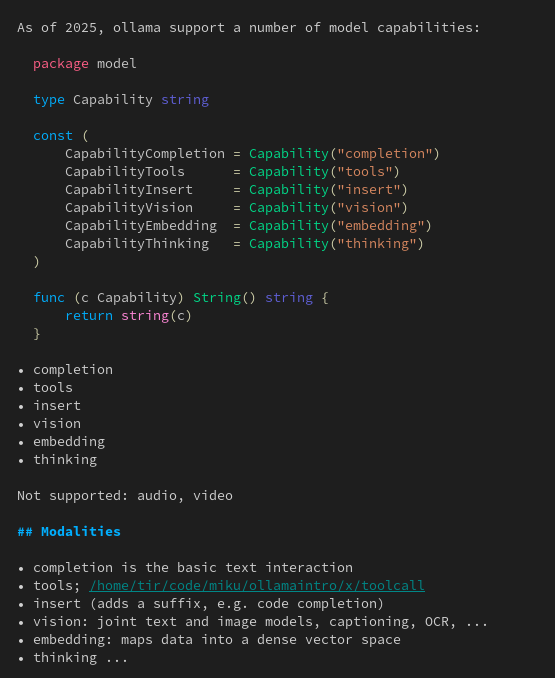 As of 2025, ollama support a number of model capabilities:
package model
type Capability string
const (
    CapabilityCompletion = Capability("completion")
    CapabilityTools      = Capability("tools")
    CapabilityInsert     = Capability("insert")
    CapabilityVision     = Capability("vision")
    CapabilityEmbedding  = Capability("embedding")
    CapabilityThinking   = Capability("thinking")
)
func (c Capability) String() string {
    return string(c)
}
• completion
• tools
• insert
• vision
• embedding
• thinking
Not supported: audio, video
## Modalities
• completion is the basic text interaction
• tools; /home/tir/code/miku/ollamaintro/x/toolcall
• insert (adds a suffix, e.g. code completion)
• vision: joint text and image models, captioning, OCR, ...
• embedding: maps data into a dense vector space
• thinking ...